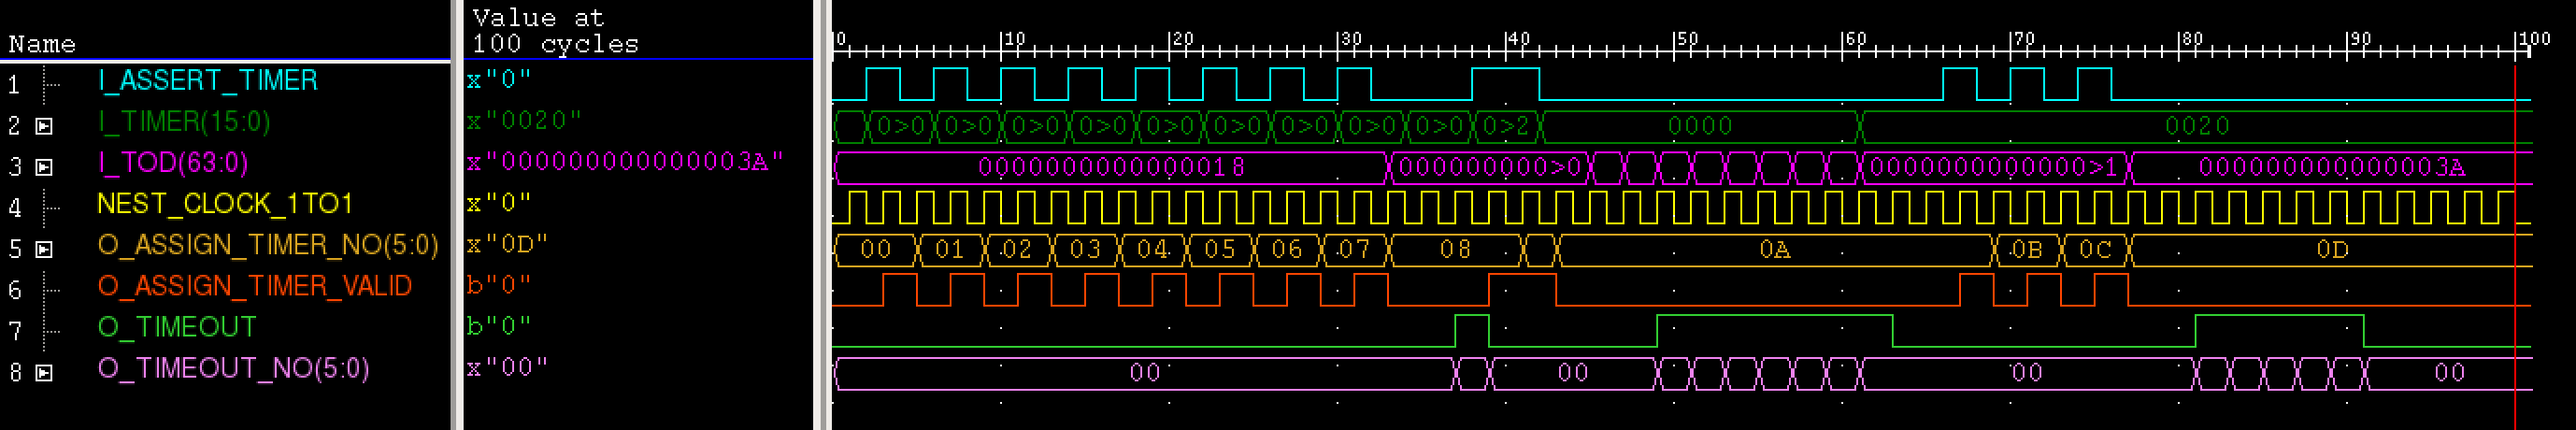 Value at
Name 100 cycles 0 10 20 30 40 50 60 70 80 90 100
1 I_ASSERT_TIMER x"0"
2 I_TIMER(15:0) x"0020" 0>0 0>0 0>0 0>0 0>0 0>0 0>0 0>0 0>0 0>2 0000 0020
3 I_TOD(63:0) x"000000000000003A" 0000000000000018 000000000>0 0000000000000>1 000000000000003A
4 NEST_CLOCK_1TO1 x"0"
5 O_ASSIGN_TIMER_NO(5:0) x"0D" 00 01 02 03 04 05 06 07 08 0A 0B 0C 0D
6 O_ASSIGN_TIMER_VALID b"0"
7 O_TIMEOUT b"0"
8 O_TIMEOUT_NO(5:0) x"00" 00 00 00 00